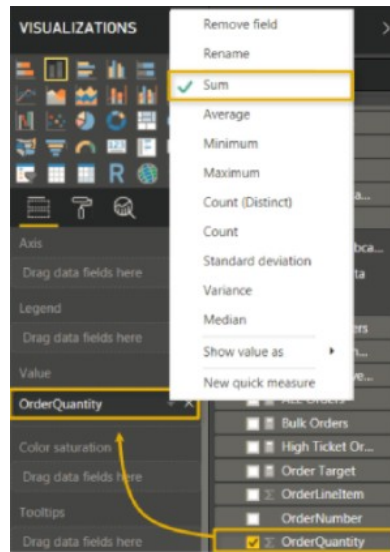 VISUALIZATIONS
Remove field
Rename
Sum
Average
Minimum
Maximum
Count (Distinct)
Count
Standard deviation
Variance
Median
Show value as
New quick measure
R
Axis
Drag data fields here
Legend
Drag data fields here
Value
OrderQuantity
Color saturation
Drag data fields here
Tooltips
Drag data fields here
Bulk Orders
High Ticket Or...
Order Target
OrderLineItem
OrderNumber
OrderQuantity